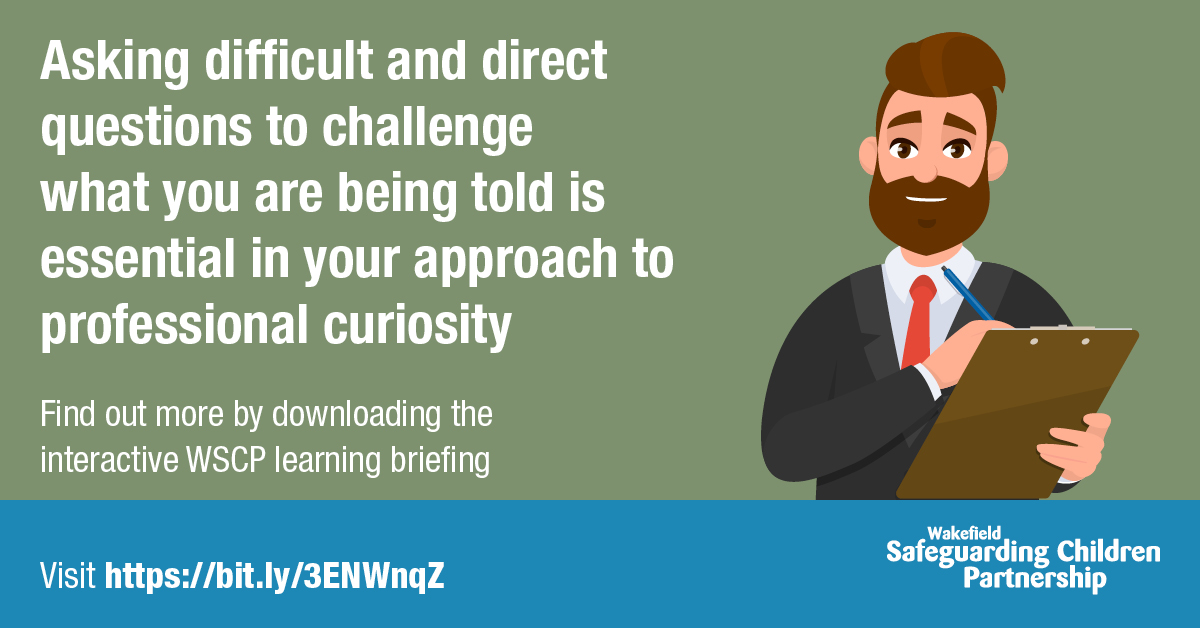 Asking difficult and direct
questions to challenge
what you are being told is
essential in your approach to
professional curiosity
Find out more by downloading the
interactive WSCP learning briefing
Visit https://bit.ly/3ENWnqZ
Wakefield
Safeguarding Children
Partnership